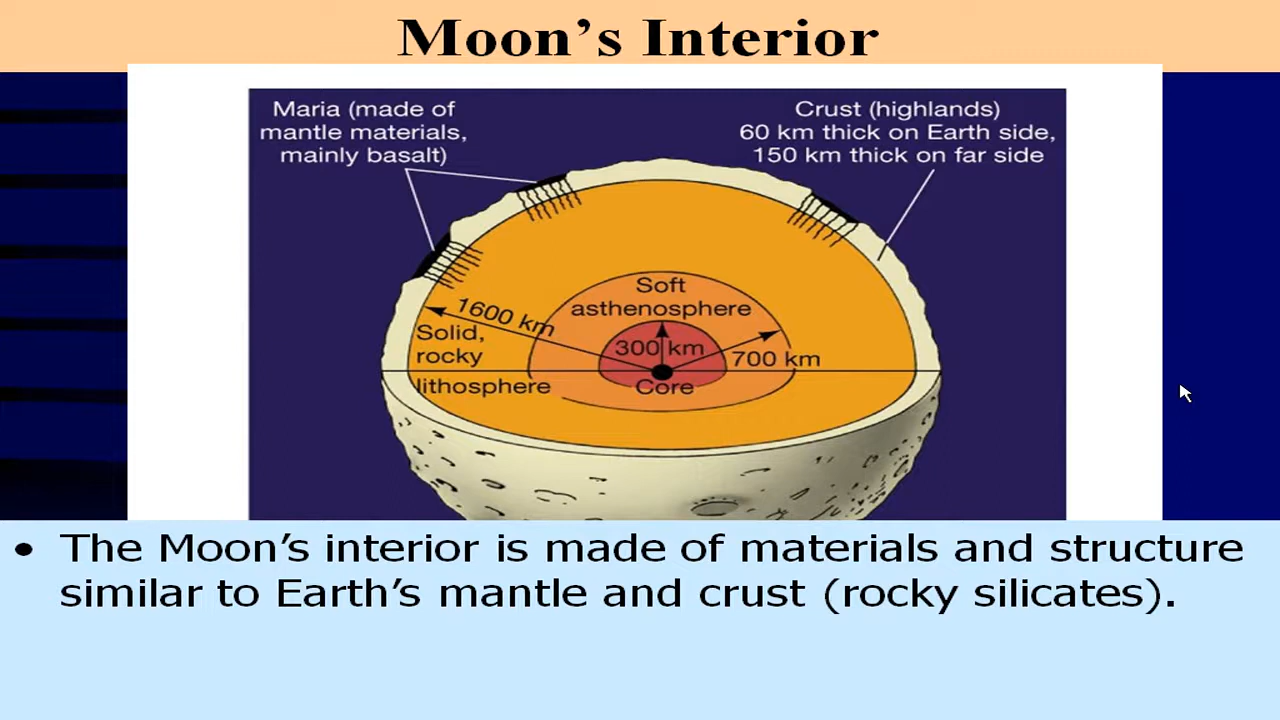 Moon’s Interior
Maria (made of
mantle materials,
mainly basalt)
Crust (highlands)
60 km thick on Earth side,
150 km thick on far side
Soft
asthenosphere
1600 km
Solid,
rocky
lithosphere
300 km
700 km
Core
• The Moon’s interior is made of materials and structure
similar to Earth’s mantle and crust (rocky silicates).